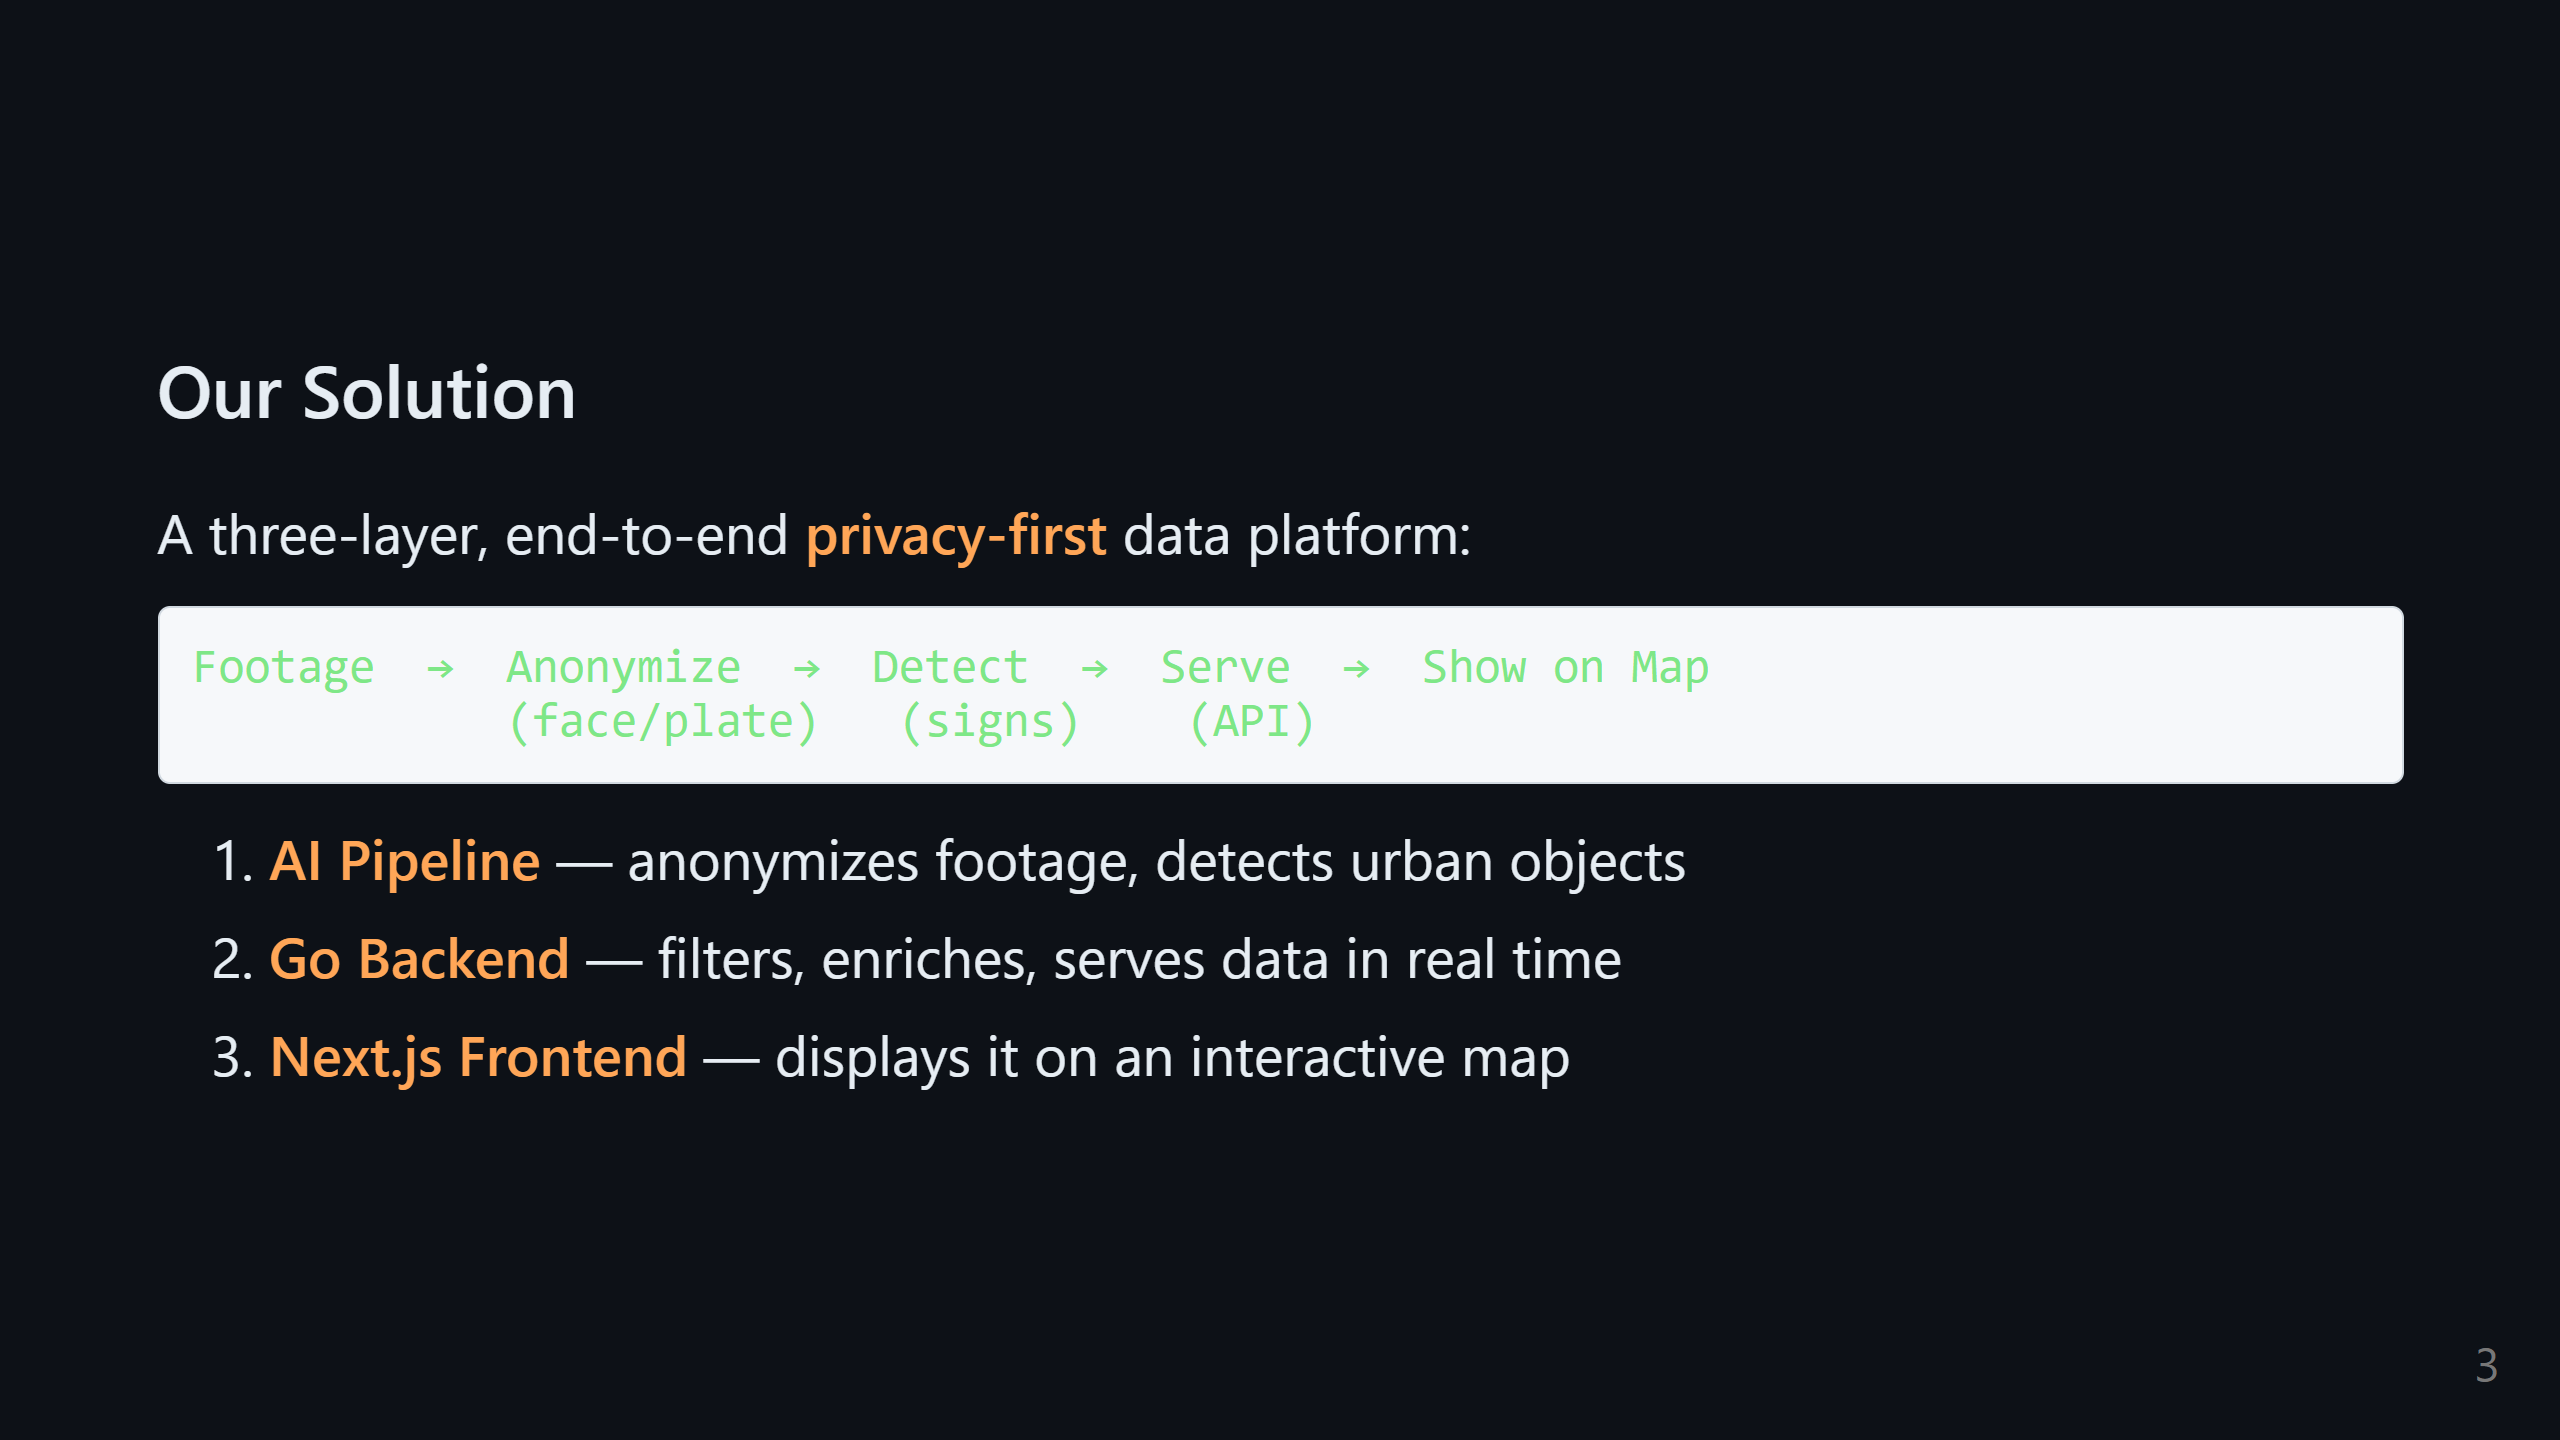 Our Solution
A three-layer, end-to-end privacy-first data platform:
Footage → Anonymize → Detect → Serve → Show on Map
(face/plate) (signs) (API)
1. AI Pipeline — anonymizes footage, detects urban objects
2. Go Backend — filters, enriches, serves data in real time
3. Next.js Frontend — displays it on an interactive map
3